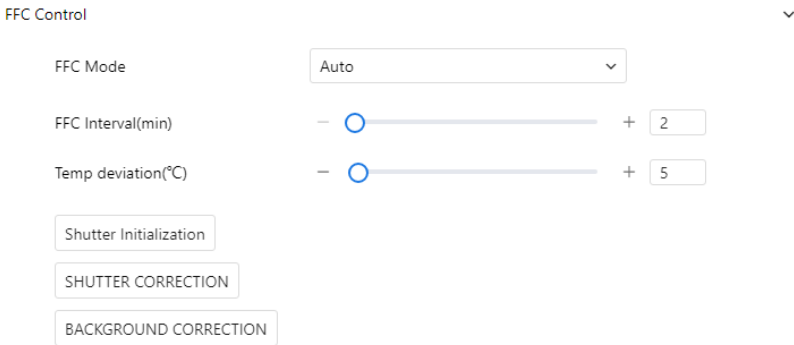 FFC Control
FFC Mode Auto
FFC Interval(min) − + 2
Temp deviation(℃) − + 5
Shutter Initialization
SHUTTER CORRECTION
BACKGROUND CORRECTION